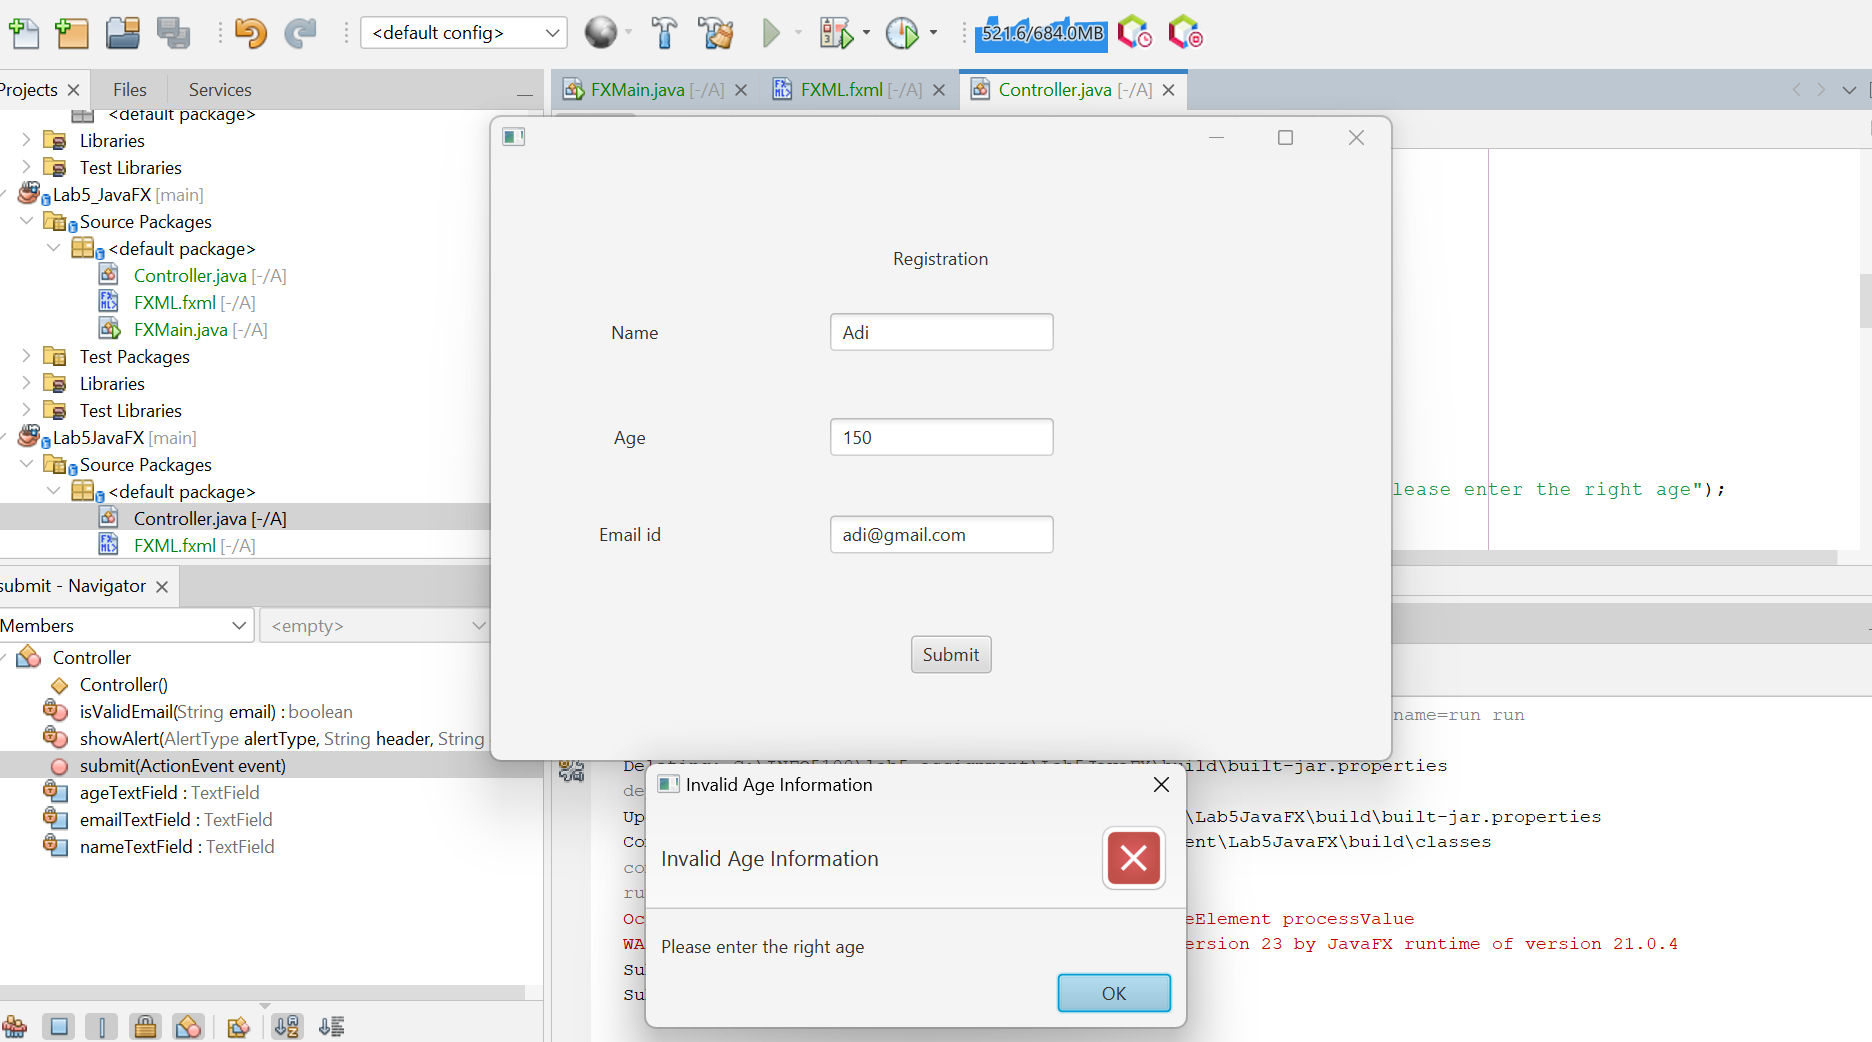 <default config>
521.6/684.0MB
Projects
Files
Services
<default package>
Libraries
Test Libraries
Lab5_JavaFX [main]
Source Packages
<default package>
Controller.java [-/A]
FXML.fxml [-/A]
FXMain.java [-/A]
Test Packages
Libraries
Test Libraries
Lab5JavaFX [main]
Source Packages
<default package>
Controller.java [-/A]
FXML.fxml [-/A]
submit - Navigator
Members
<empty>
Controller
Controller()
isValidEmail(String email) : boolean
showAlert(AlertType alertType, String header, String
submit(ActionEvent event)
ageTextField : TextField
emailTextField : TextField
nameTextField : TextField
FXMain.java [-/A]
FXML.fxml [-/A]
Controller.java [-/A]
Registration
Name
Adi
Age
150
Email id
adi@gmail.com
Submit
lease enter the right age");
name=run run
build\built-jar.properties
de
Up
\Lab5JavaFX\build\built-jar.properties
Co
ent\Lab5JavaFX\build\classes
co
ru
Oc
eElement processValue
WA
ersion 23 by JavaFX runtime of version 21.0.4
Su
Su
Invalid Age Information
Invalid Age Information
Please enter the right age
OK